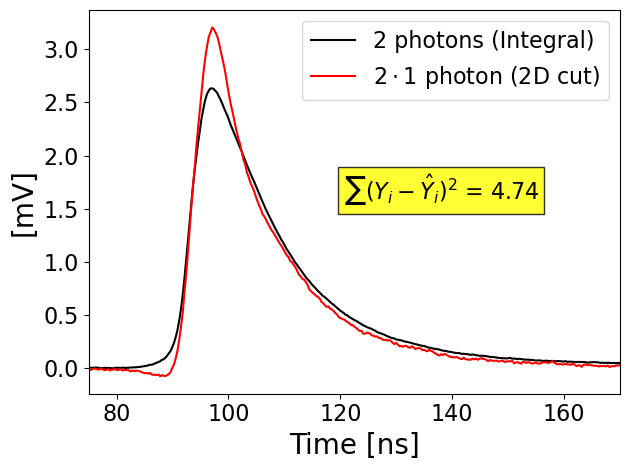 2 photons (Integral)
2 · 1 photon (2D cut)
∑(Yᵢ − Ŷᵢ)² = 4.74
[mV]
3.0
2.5
2.0
1.5
1.0
0.5
0.0
80 100 120 140 160
Time [ns]